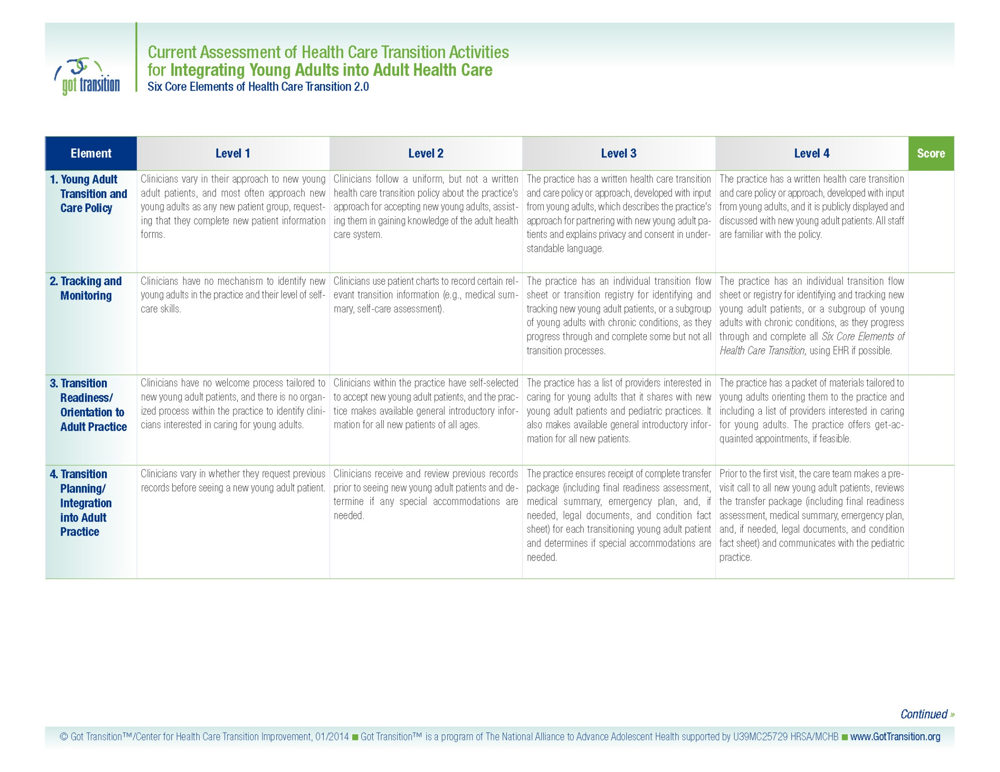 got transition
Current Assessment of Health Care Transition Activities
for Integrating Young Adults into Adult Health Care
Six Core Elements of Health Care Transition 2.0
Element
Level 1
Level 2
Level 3
Level 4
Score
1. Young Adult
Transition and
Care Policy
Clinicians vary in their approach to new young
adult patients, and most often approach new
young adults as any new patient group, request-
ing that they complete new patient information
forms.
Clinicians follow a uniform, but not a written
health care transition policy about the practice's
approach for accepting new young adults, assist-
ing them in gaining knowledge of the adult health
care system.
The practice has a written health care transition
and care policy or approach, developed with input
from young adults, which describes the practice's
approach for partnering with new young adult pa-
tients and explains privacy and consent in under-
standable language.
The practice has a written health care transition
and care policy or approach, developed with input
from young adults, and it is publicly displayed and
discussed with new young adult patients. All staff
are familiar with the policy.
2. Tracking and
Monitoring
Clinicians have no mechanism to identify new
young adults in the practice and their level of self-
care skills.
Clinicians use patient charts to record certain rel-
evant transition information (e.g., medical sum-
mary, self-care assessment).
The practice has an individual transition flow
sheet or transition registry for identifying and
tracking new young adult patients, or a subgroup
of young adults with chronic conditions, as they
progress through and complete some but not all
transition processes.
The practice has an individual transition flow
sheet or registry for identifying and tracking new
young adult patients, or a subgroup of young
adults with chronic conditions, as they progress
through and complete all Six Core Elements of
Health Care Transition, using EHR if possible.
3. Transition
Readiness/
Orientation to
Adult Practice
Clinicians have no welcome process tailored to
new young adult patients, and there is no organ-
ized process within the practice to identify clini-
cians interested in caring for young adults.
Clinicians within the practice have self-selected
to accept new young adult patients, and the prac-
tice makes available general introductory infor-
mation for all new patients of all ages.
The practice has a list of providers interested in
caring for young adults that it shares with new
young adult patients and pediatric practices. It
also makes available general introductory infor-
mation for all new patients.
The practice has a packet of materials tailored to
young adults orienting them to the practice and
including a list of providers interested in caring
for young adults. The practice offers get-ac-
quainted appointments, if feasible.
4. Transition
Planning/
Integration
into Adult
Practice
Clinicians vary in whether they request previous
records before seeing a new young adult patient.
Clinicians receive and review previous records
prior to seeing new young adult patients and de-
termine if any special accommodations are
needed.
The practice ensures receipt of complete transfer
package (including final readiness assessment,
medical summary, emergency plan, and, if
needed, legal documents, and condition fact
sheet) for each transitioning young adult patient
and determines if special accommodations are
needed.
Prior to the first visit, the care team makes a pre-
visit call to all new young adult patients, reviews
the transfer package (including final readiness
assessment, medical summary, emergency plan,
and, if needed, legal documents, and condition
fact sheet) and communicates with the pediatric
practice.
Continued »
© Got Transition™/Center for Health Care Transition Improvement, 01/2014 ■ Got Transition™ is a program of The National Alliance to Advance Adolescent Health supported by U39MC25729 HRSA/MCHB ■ www.GotTransition.org